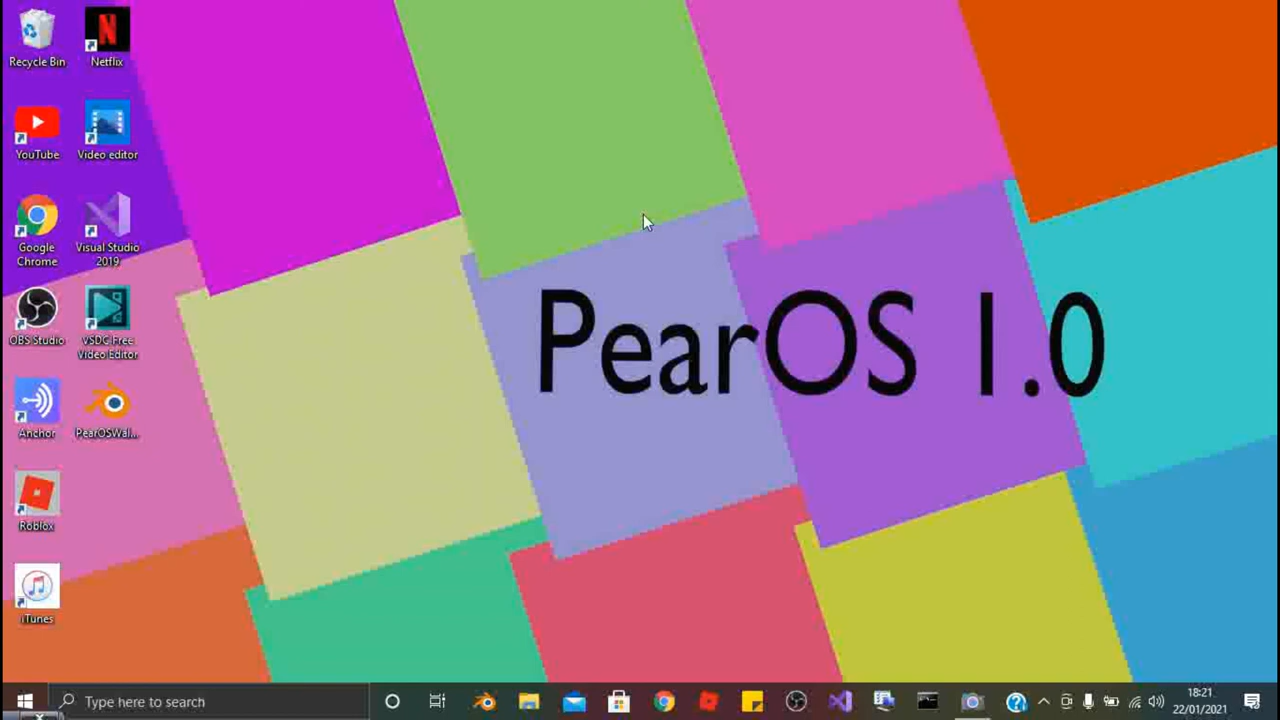 Recycle Bin
Netflix
YouTube
Video editor
Google
Chrome
Visual Studio
2019
OBS Studio
VSDC Free
Video Editor
Anchor
PearOSWal...
Roblox
iTunes
PearOS 1.0
Type here to search
18:21
22/01/2021